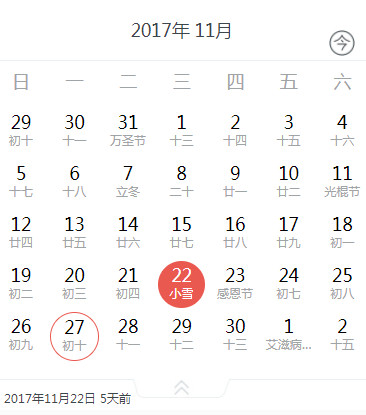 2017年 11月
今
日 一 二 三 四 五 六
29 30 31 1 2 3 4
初十 十一 万圣节 十三 十四 十五 十六
5 6 7 8 9 10 11
十七 十八 立冬 二十 廿一 廿二 光棍节
12 13 14 15 16 17 18
廿四 廿五 廿六 廿七 廿八 廿九 初一
19 20 21 22 23 24 25
初二 初三 初四 小雪 感恩节 初七 初八
26 27 28 29 30 1 2
初九 初十 十一 十二 十三 艾滋病... 十五
2017年11月22日 5天前